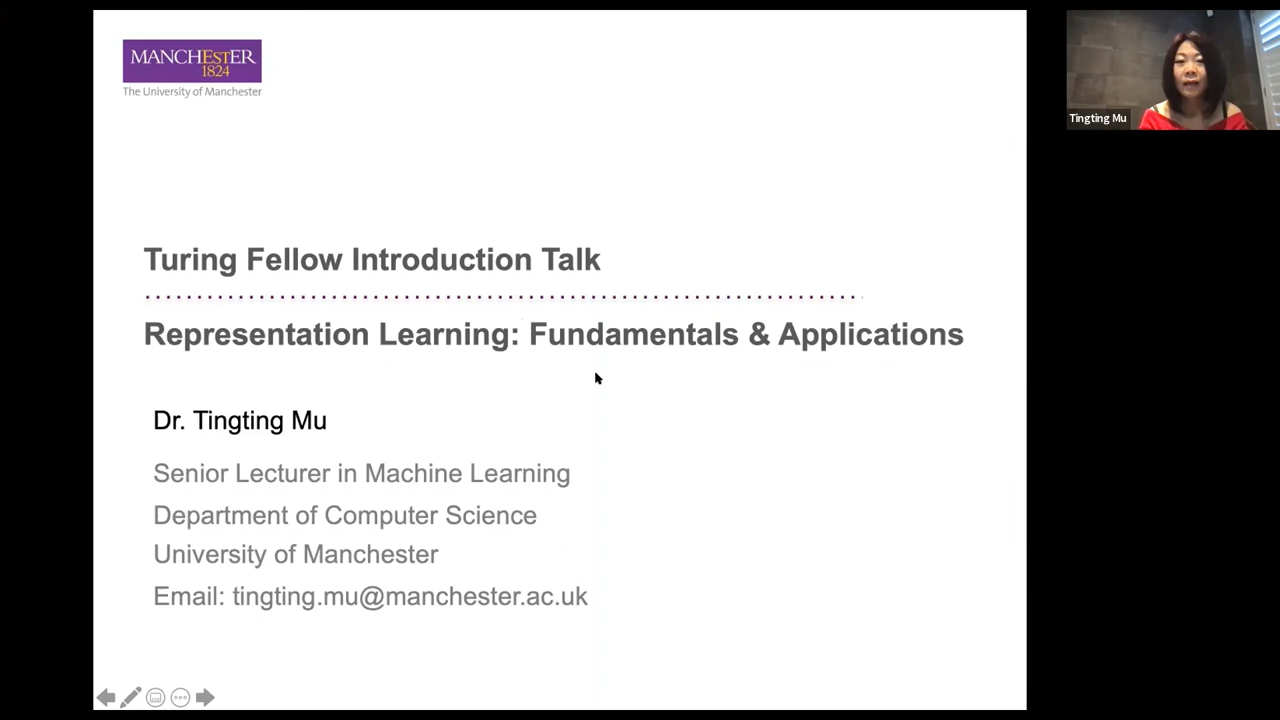 MANCHESTER
1824
The University of Manchester
Tingting Mu
Turing Fellow Introduction Talk
Representation Learning: Fundamentals & Applications
Dr. Tingting Mu
Senior Lecturer in Machine Learning
Department of Computer Science
University of Manchester
Email: tingting.mu@manchester.ac.uk